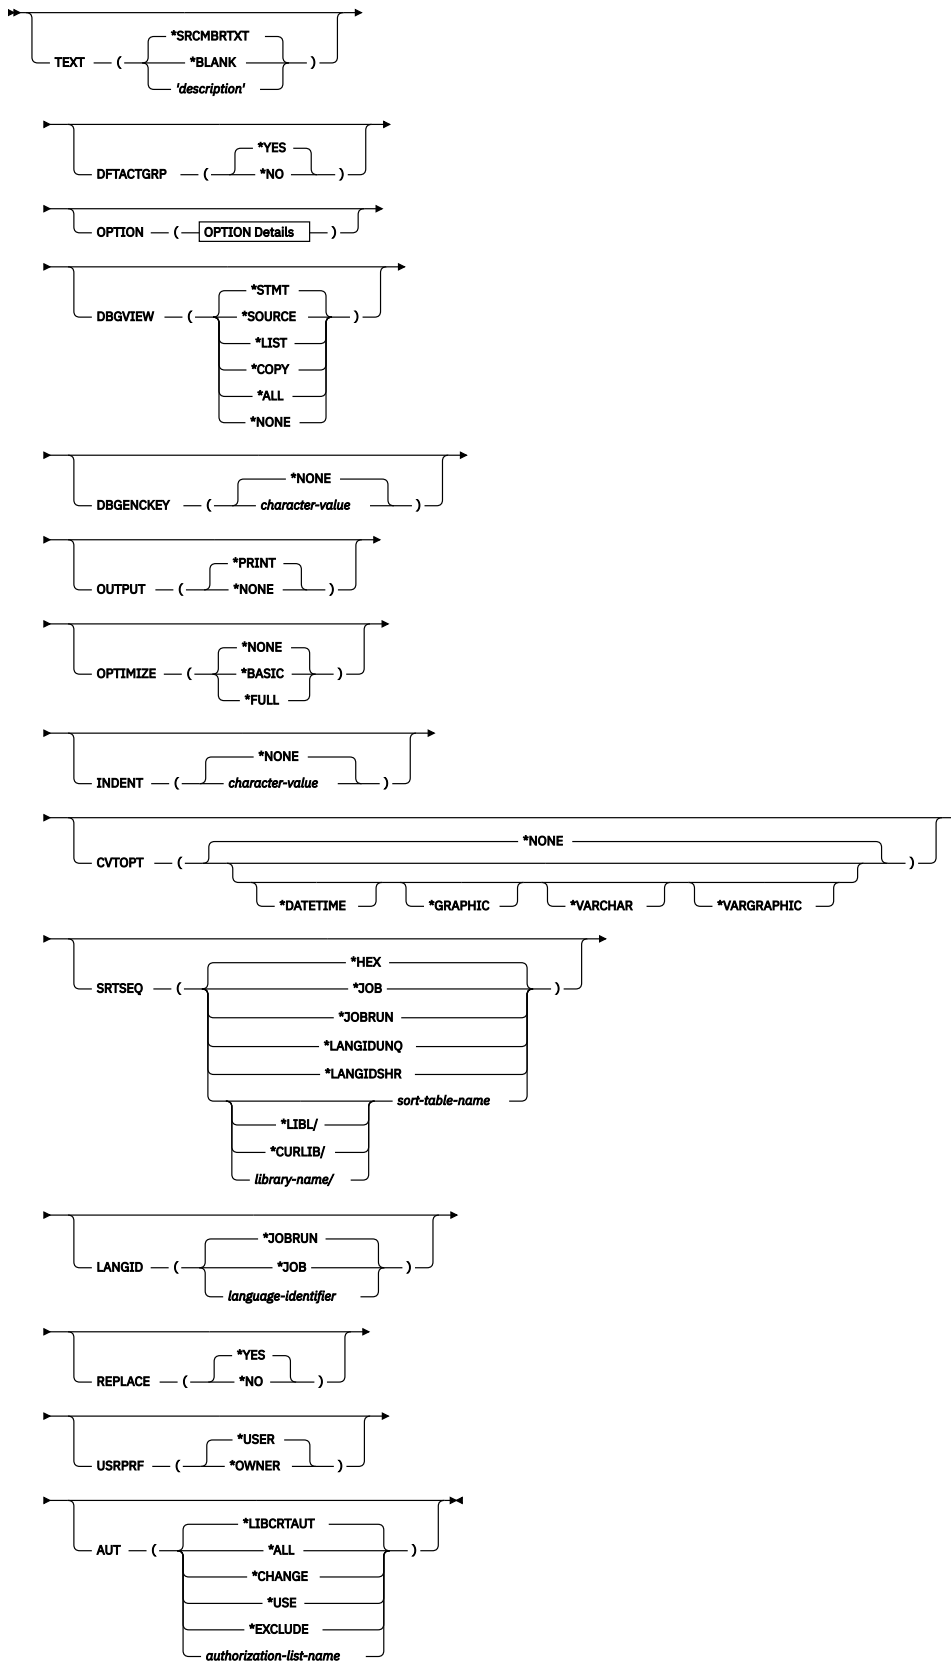 *SRCMBRTXT
TEXT ( *BLANK )
'description'
*YES
DFTACTGRP ( *NO )
OPTION ( OPTION Details )
*STMT
DBGVIEW ( *SOURCE )
*LIST
*COPY
*ALL
*NONE
*NONE
DBGENCKEY ( character-value )
*PRINT
OUTPUT ( *NONE )
*NONE
OPTIMIZE ( *BASIC )
*FULL
*NONE
INDENT ( character-value )
*NONE
CVTOPT ( )
*DATETIME *GRAPHIC *VARCHAR *VARGRAPHIC
*HEX
SRTSEQ ( *JOB )
*JOBRUN
*LANGIDUNQ
*LANGIDSHR
sort-table-name
*LIBL/
*CURLIB/
library-name/
*JOBRUN
LANGID ( *JOB )
language-identifier
*YES
REPLACE ( *NO )
*USER
USRPRF ( *OWNER )
*LIBCRTAUT
AUT ( *ALL )
*CHANGE
*USE
*EXCLUDE
authorization-list-name